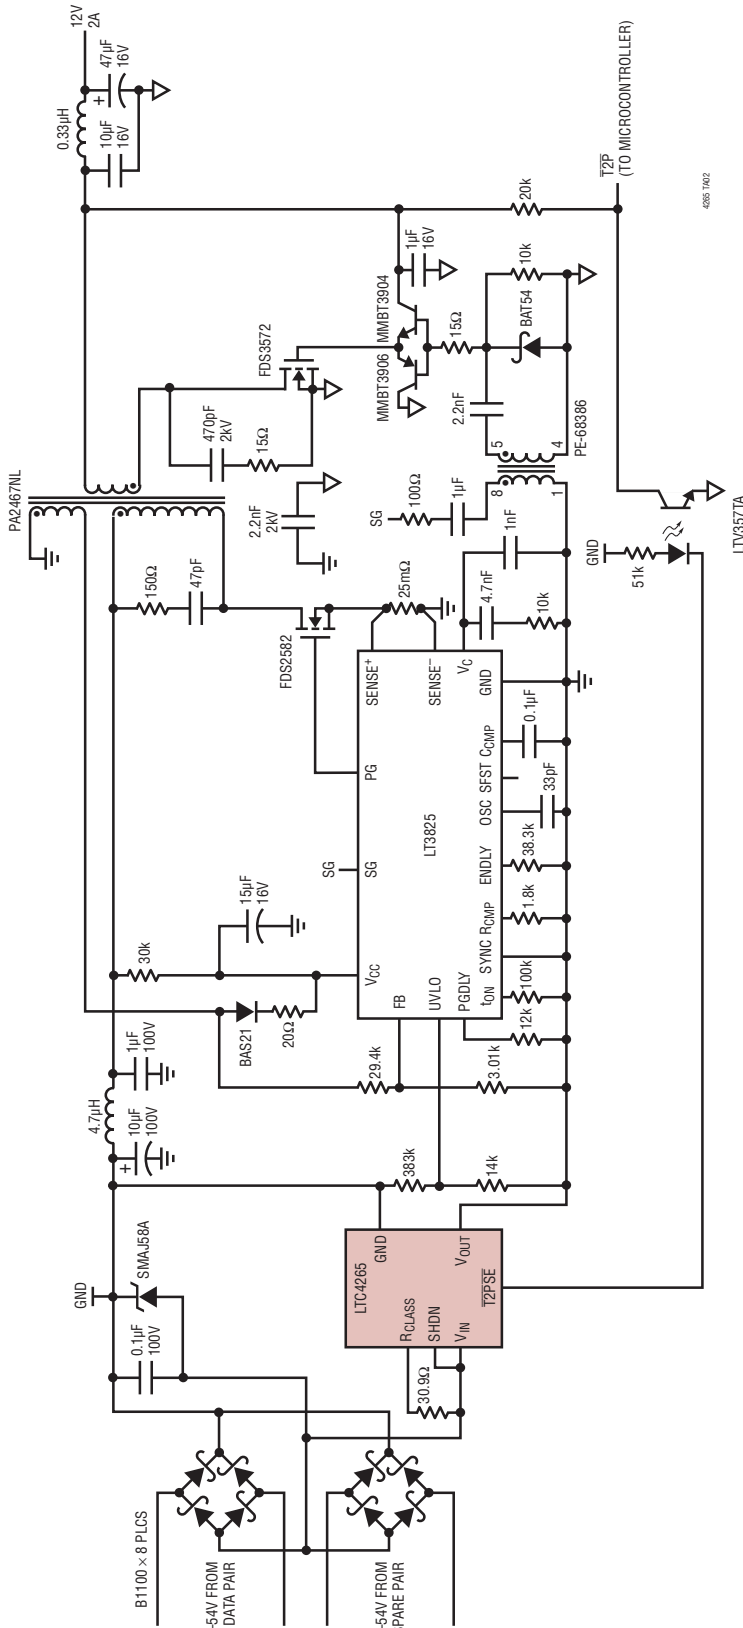 B1100 × 8 PLCS
-54V FROM
DATA PAIR
-54V FROM
PARE PAIR
GND
0.1µF
100V
SMAJ58A
10µF
100V
+
4.7µH
1µF
100V
30k
15µF
16V
BAS21
20Ω
29.4k
3.01k
383k
14k
LTC4265
GND
RCLASS
SHDN
VIN
VOUT
T2PSE
30.9Ω
LT3825
VCC
SG
SG
PG
FB
UVLO
PGDLY
tON
SYNC
RCMP
ENDLY
OSC
SFST
CCMP
GND
VC
SENSE–
SENSE+
12k
100k
1.8k
38.3k
33pF
0.1µF
FDS2582
25mΩ
150Ω
47pF
PA2467NL
2.2nF
2kV
470pF
2kV
15Ω
FDS3572
SG
100Ω
1µF
4.7nF
10k
1nF
8
1
5
4
PE-68386
2.2nF
MMBT3906
MMBT3904
15Ω
1µF
16V
BAT54
10k
20k
0.33µH
10µF
16V
+
47µF
16V
12V
2A
T2P
(TO MICROCONTROLLER)
GND
51k
LTV357TA
4265 TA02